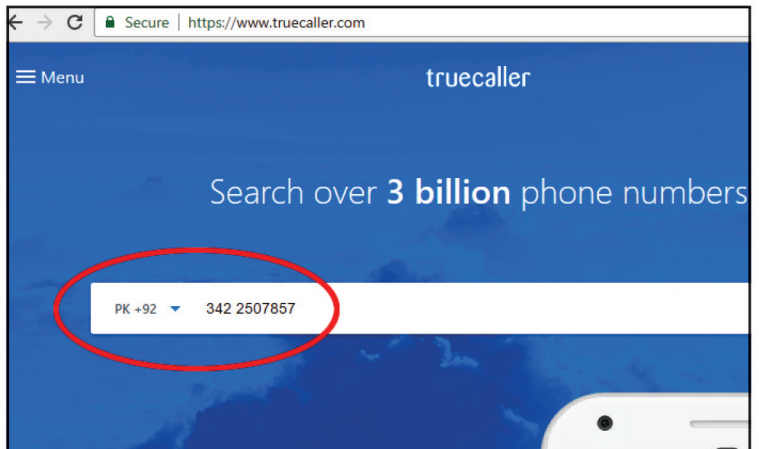 Secure | https://www.truecaller.com
Menu
truecaller
Search over 3 billion phone numbers
PK +92 342 2507857